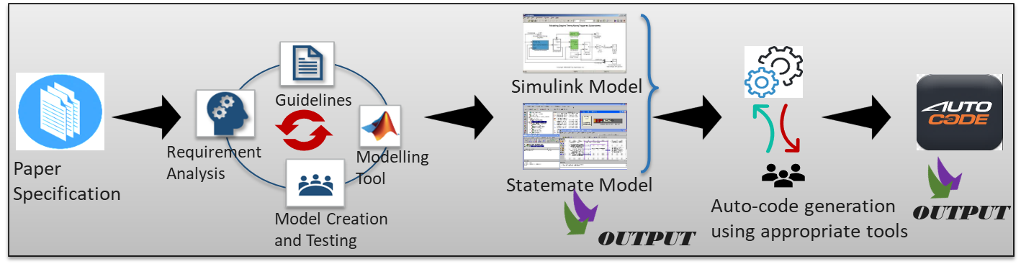 Paper
Specification
Requirement
Analysis
Guidelines
Modelling
Tool
Model Creation
and Testing
Simulink Model
Statemate Model
OUTPUT
Auto-code generation
using appropriate tools
AUTO
CODE
OUTPUT